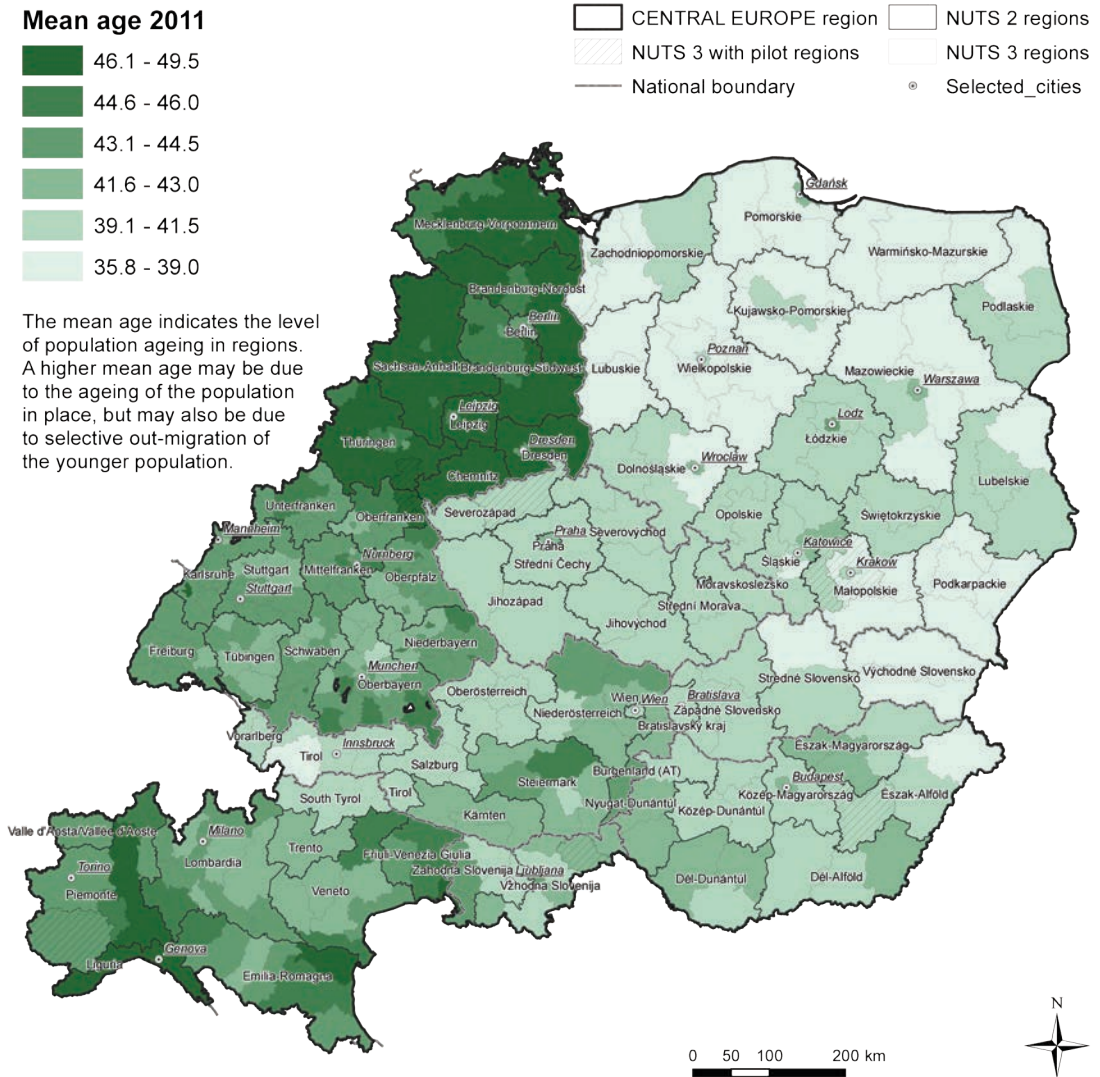 Mean age 2011
46.1 - 49.5
44.6 - 46.0
43.1 - 44.5
41.6 - 43.0
39.1 - 41.5
35.8 - 39.0
CENTRAL EUROPE region
NUTS 2 regions
NUTS 3 with pilot regions
NUTS 3 regions
National boundary
Selected_cities
The mean age indicates the level
of population ageing in regions.
A higher mean age may be due
to the ageing of the population
in place, but may also be due
to selective out-migration of
the younger population.
Gdańsk
Pomorskie
Mecklenburg-Vorpommern
Zachodniopomorskie
Warmińsko-Mazurskie
Brandenburg-Nordost
Podlaskie
Kujawsko-Pomorskie
Berlin
Berlin
Poznań
Sachsen-Anhalt
Brandenburg-Südwest
Lubuskie
Wielkopolskie
Mazowieckie
Warszawa
Leipzig
Leipzig
Lodz
Łódzkie
Thüringen
Dresden
Dresden
Wroclaw
Dolnośląskie
Chemnitz
Lubelskie
Unterfranken
Oberfranken
Severozápad
Opolskie
Świętokrzyskie
Mannheim
Praha
Severovýchod
Praha
Katowice
Nürnberg
Střední Čechy
Śląskie
Kraków
Karlsruhe
Stuttgart
Mittelfranken
Oberpfalz
Stuttgart
Moravskoslezsko
Małopolskie
Podkarpackie
Jihozápad
Střední Morava
Jihovýchod
Freiburg
Tübingen
Schwaben
Niederbayern
München
Oberbayern
Východné Slovensko
Stredné Slovensko
Oberösterreich
Wien
Wien
Bratislava
Niederösterreich
Západné Slovensko
Bratislavský kraj
Vorarlberg
Innsbruck
Tirol
Salzburg
Észak-Magyarország
Steiermark
Burgenland (AT)
Budapest
South Tyrol
Tirol
Közép-Magyarország
Észak-Alföld
Nyugat-Dunántúl
Közép-Dunántúl
Kärnten
Valle d'Aosta/Vallée d'Aoste
Milano
Lombardia
Trento
Friuli-Venezia Giulia
Torino
Zahodna Slovenija
Ljubljana
Vzhodna Slovenija
Dél-Dunántúl
Dél-Alföld
Piemonte
Veneto
Genova
Liguria
Emilia-Romagna
N
0 50 100 200 km